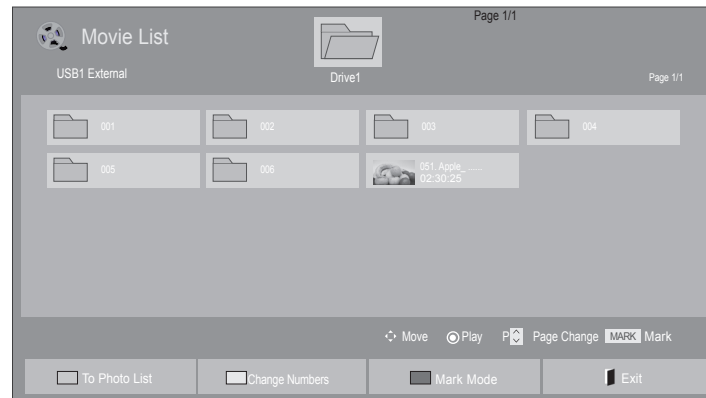 Page 1/1
Movie List
USB1 External
Drive1
Page 1/1
001
002
003
004
005
006
051. Apple_ ......
02:30:25
Move
Play
P
Page Change
MARK
Mark
To Photo List
Change Numbers
Mark Mode
Exit